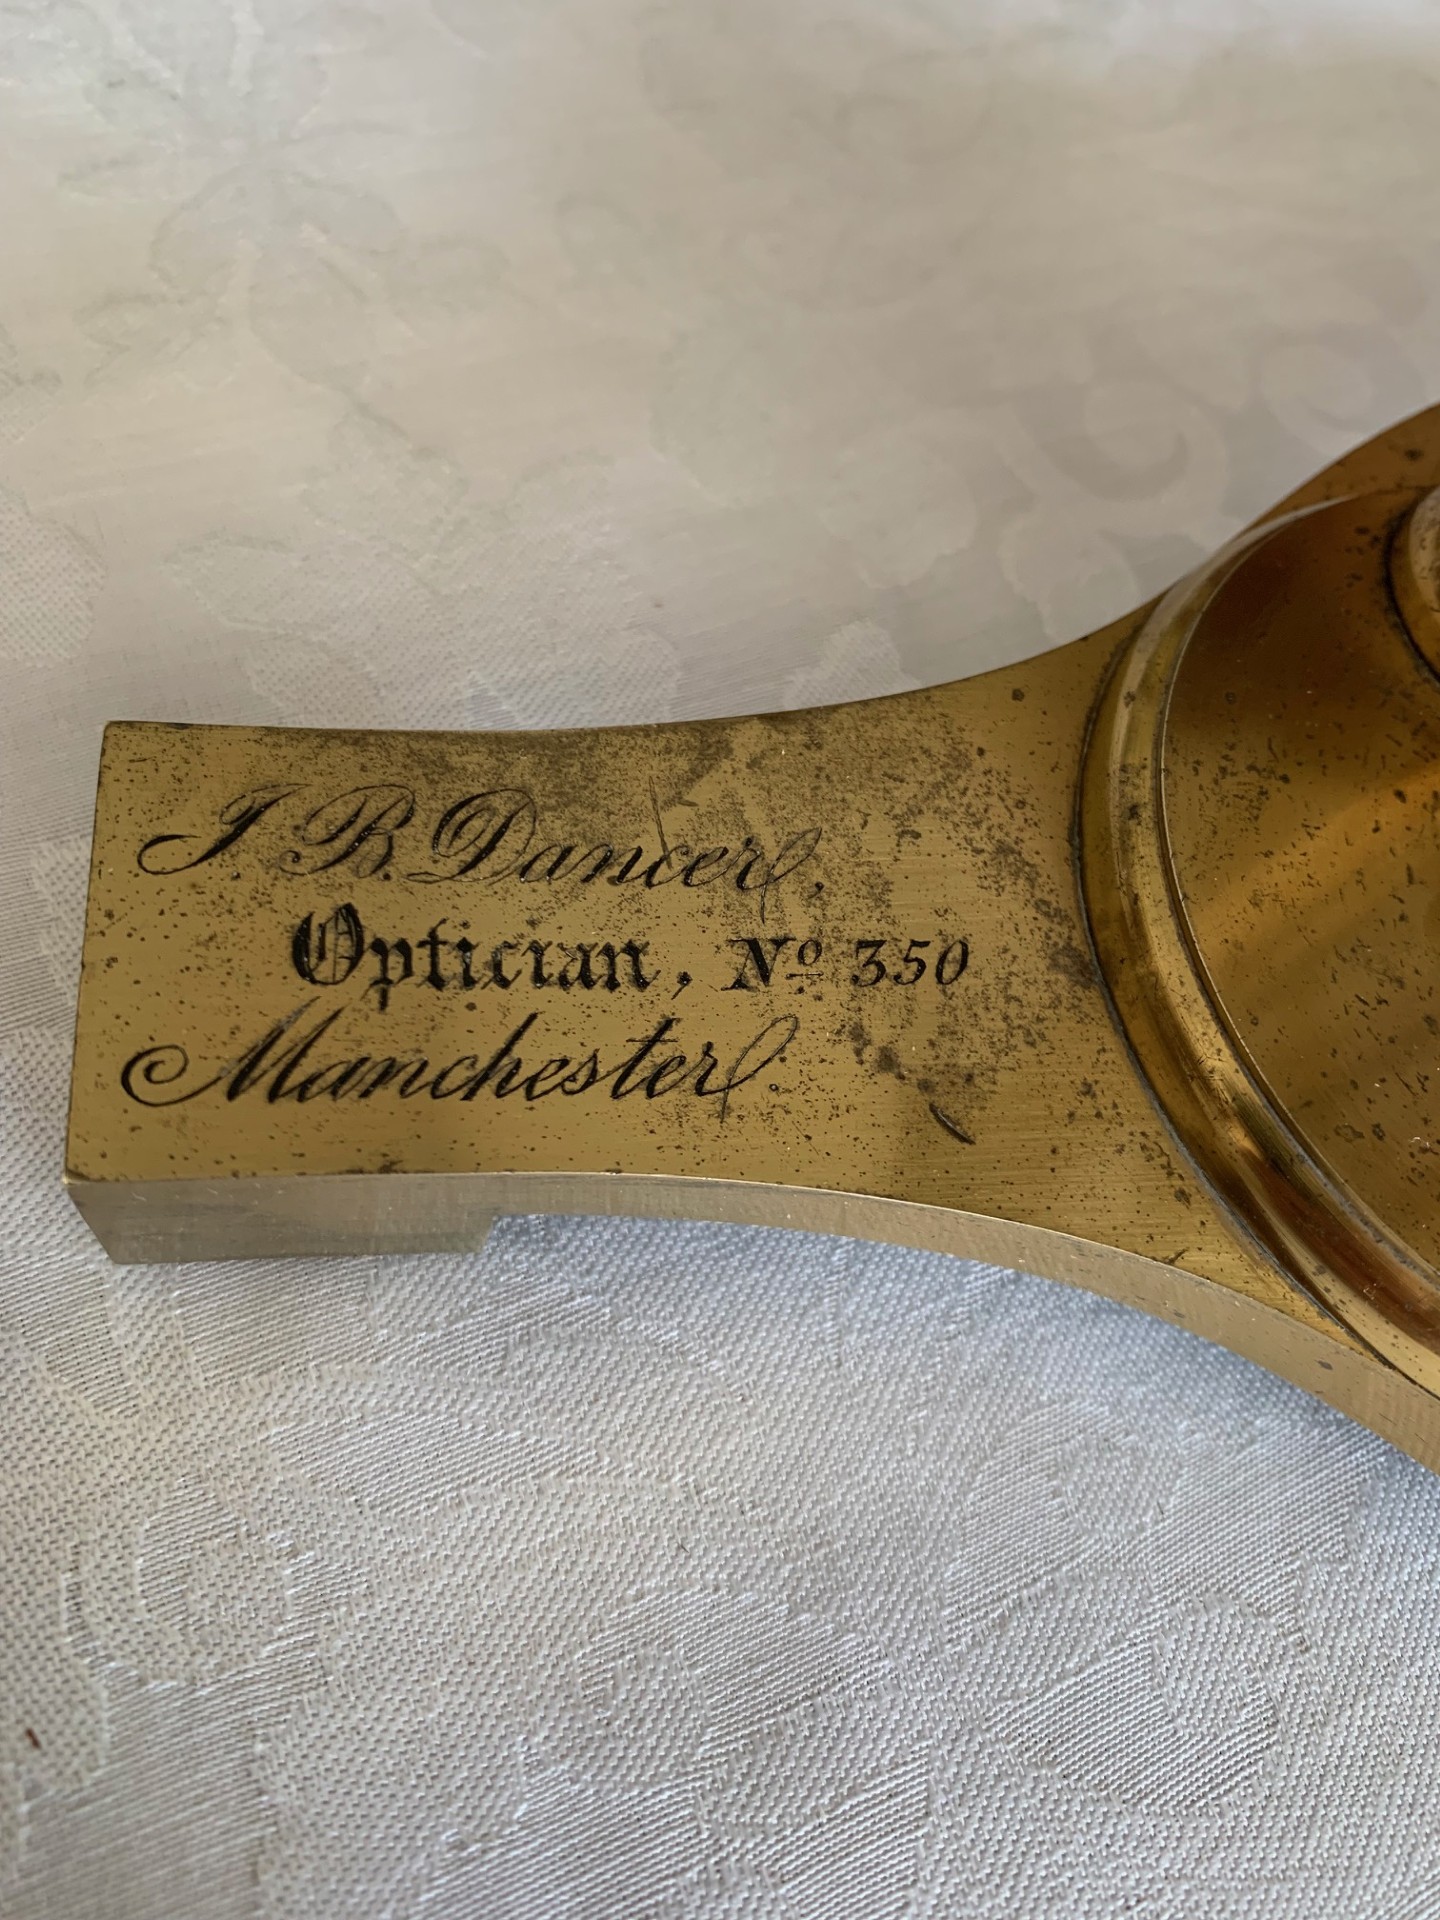 J. B. Dancer,
Optician, Nº 350
Manchester.